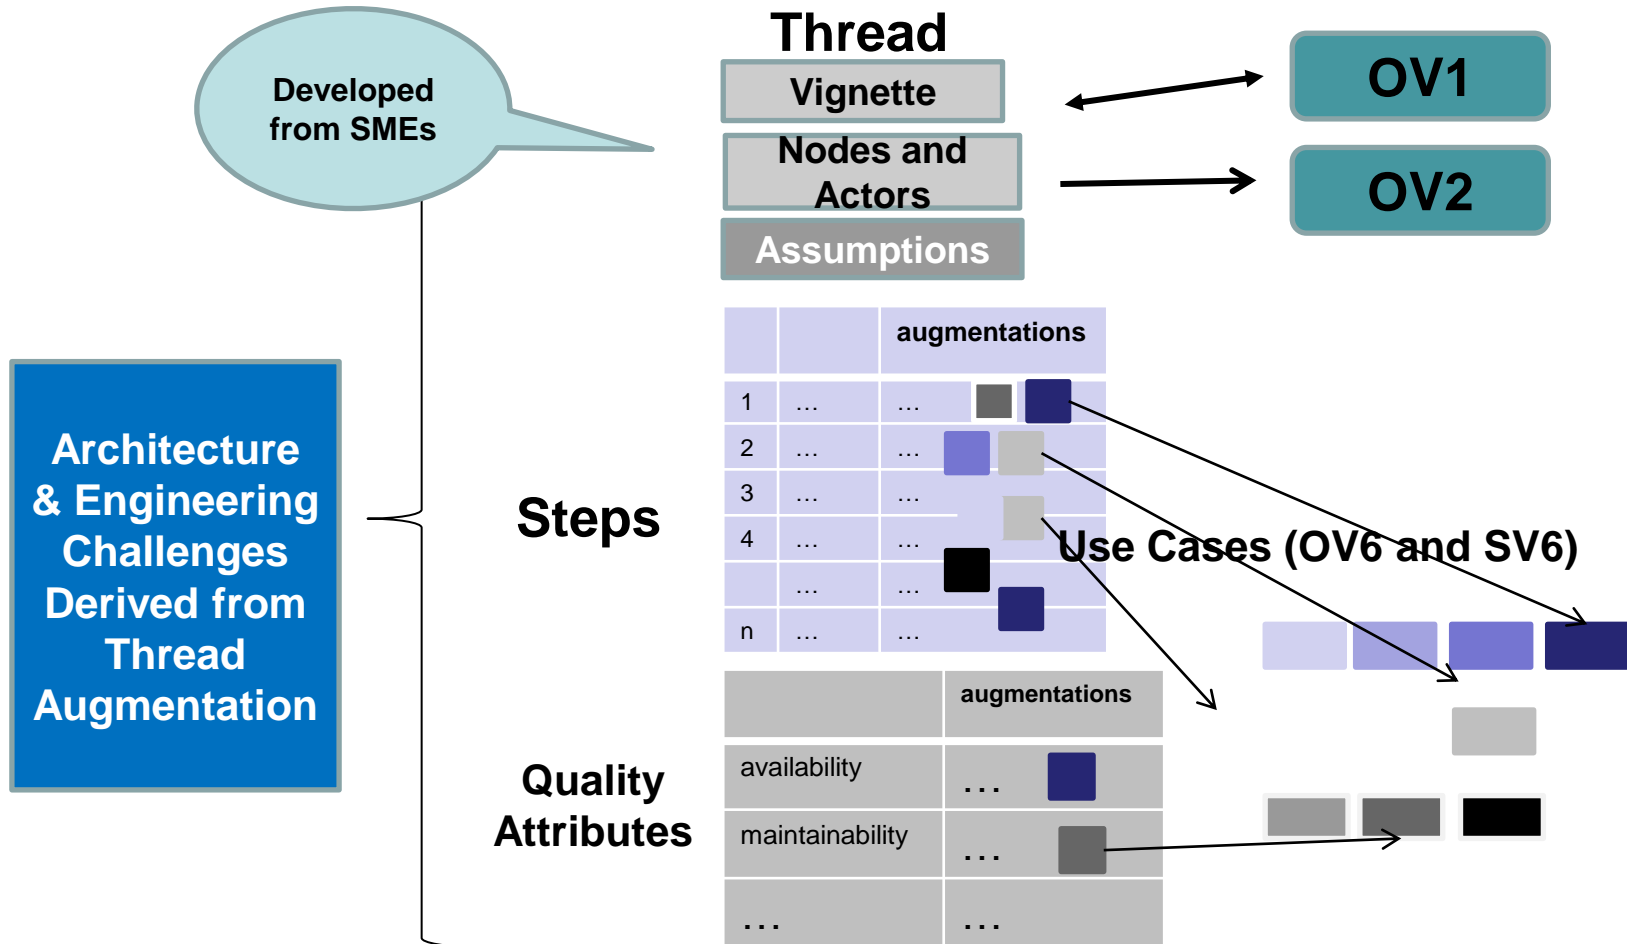 Thread
Developed
from SMEs
Vignette
OV1
Nodes and
Actors
OV2
Assumptions
augmentations
1 … …
2 … …
3 … …
4 … …
… …
n … …
Steps
Use Cases (OV6 and SV6)
Architecture
& Engineering
Challenges
Derived from
Thread
Augmentation
Quality
Attributes
augmentations
availability …
maintainability …
… …